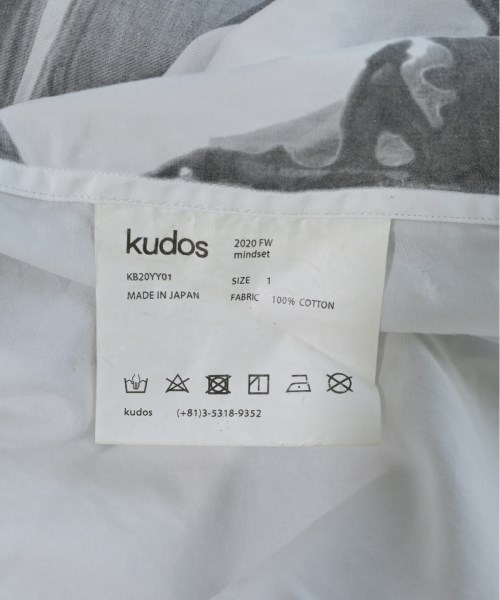 kudos
2020 FW
mindset
KB20YY01
SIZE 1
MADE IN JAPAN
FABRIC 100% COTTON
kudos (+81)3-5318-9352